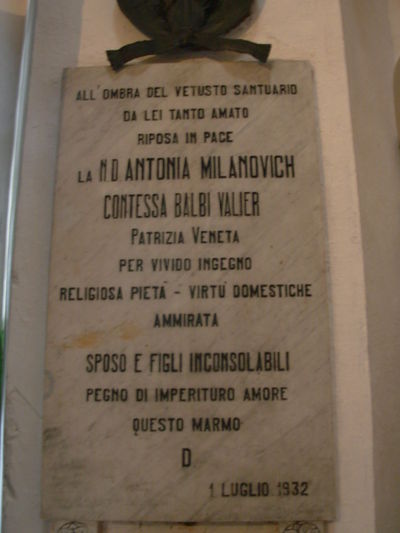 ALL'OMBRA DEL VETUSTO SANTUARIO
DA LEI TANTO AMATO
RIPOSA IN PACE
LA N.D. ANTONIA MILANOVICH
CONTESSA BALBI VALIER
PATRIZIA VENETA
PER VIVIDO INGEGNO
RELIGIOSA PIETÀ - VIRTÙ DOMESTICHE
AMMIRATA
SPOSO E FIGLI INCONSOLABILI
PEGNO DI IMPERITURO AMORE
QUESTO MARMO
D.
1 LUGLIO 1932